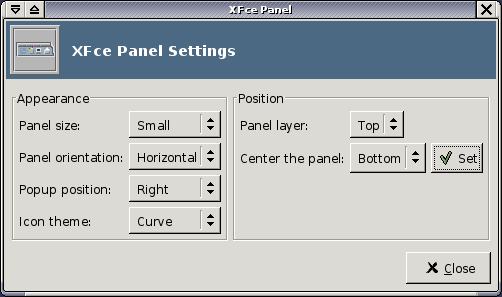 XFce Panel
XFce Panel Settings
Appearance
Panel size: Small
Panel orientation: Horizontal
Popup position: Right
Icon theme: Curve
Position
Panel layer: Top
Center the panel: Bottom Set
Close